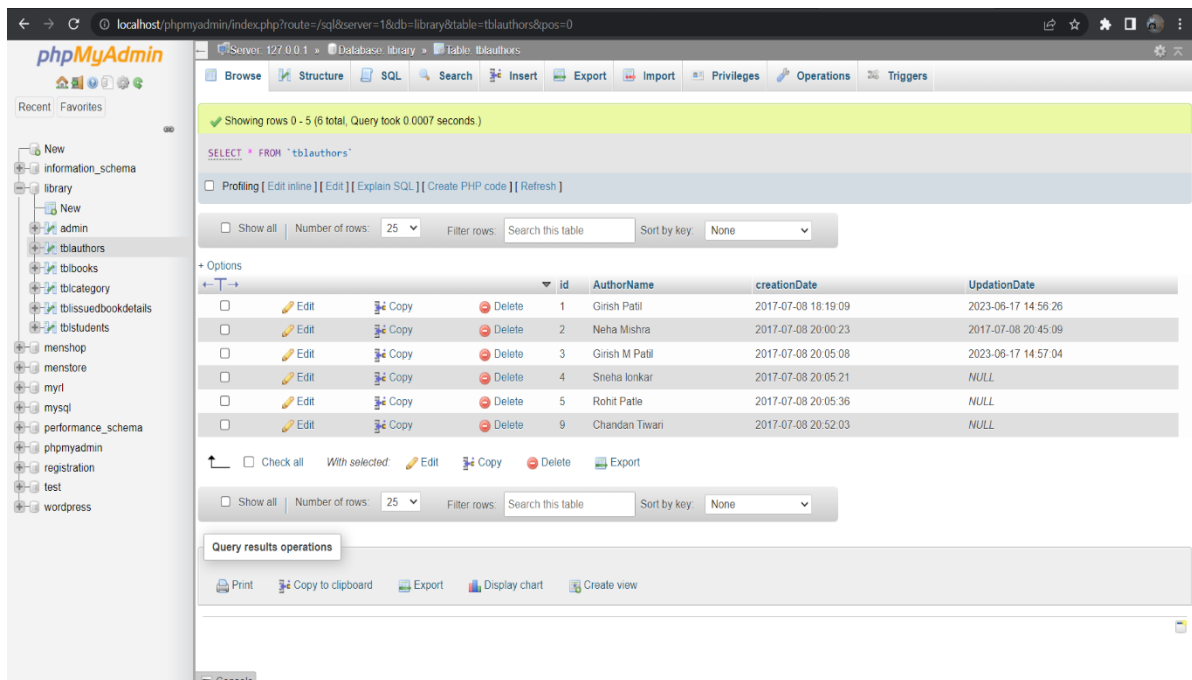 localhost/phpmyadmin/index.php?route=/sql&server=1&db=library&table=tblauthors&pos=0
phpMyAdmin
Recent Favorites
New
information_schema
library
New
admin
tblauthors
tblbooks
tblcategory
tblissuedbookdetails
tblstudents
menshop
menstore
myrl
mysql
performance_schema
phpmyadmin
registration
test
wordpress
Server: 127.0.0.1 » Database: library » Table: tblauthors
Browse Structure SQL Search Insert Export Import Privileges Operations Triggers
Showing rows 0 - 5 (6 total, Query took 0.0007 seconds.)
SELECT * FROM `tblauthors`
Profiling [ Edit inline ] [ Edit ] [ Explain SQL ] [ Create PHP code ] [ Refresh ]
Show all | Number of rows: 25 Filter rows: Search this table Sort by key: None
+ Options
←T→ ▼ id AuthorName creationDate UpdationDate
Edit Copy Delete 1 Girish Patil 2017-07-08 18:19:09 2023-06-17 14:56:26
Edit Copy Delete 2 Neha Mishra 2017-07-08 20:00:23 2017-07-08 20:45:09
Edit Copy Delete 3 Girish M Patil 2017-07-08 20:05:08 2023-06-17 14:57:04
Edit Copy Delete 4 Sneha lonkar 2017-07-08 20:05:21 NULL
Edit Copy Delete 5 Rohit Patle 2017-07-08 20:05:36 NULL
Edit Copy Delete 9 Chandan Tiwari 2017-07-08 20:52:03 NULL
Check all With selected: Edit Copy Delete Export
Show all | Number of rows: 25 Filter rows: Search this table Sort by key: None
Query results operations
Print Copy to clipboard Export Display chart Create view
Console